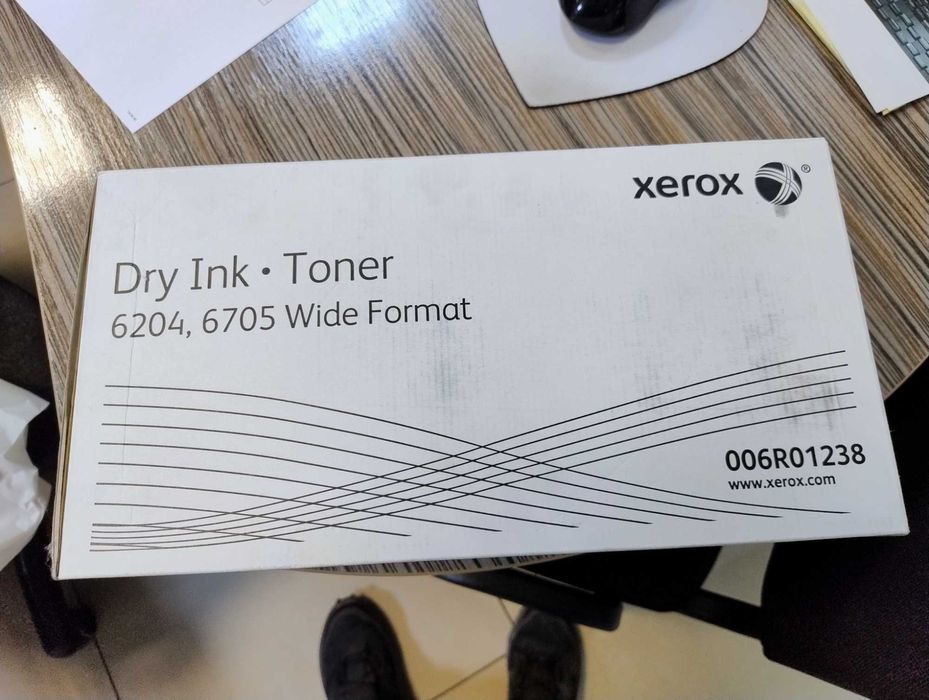 xerox ®
Dry Ink • Toner
6204, 6705 Wide Format
006R01238
www.xerox.com